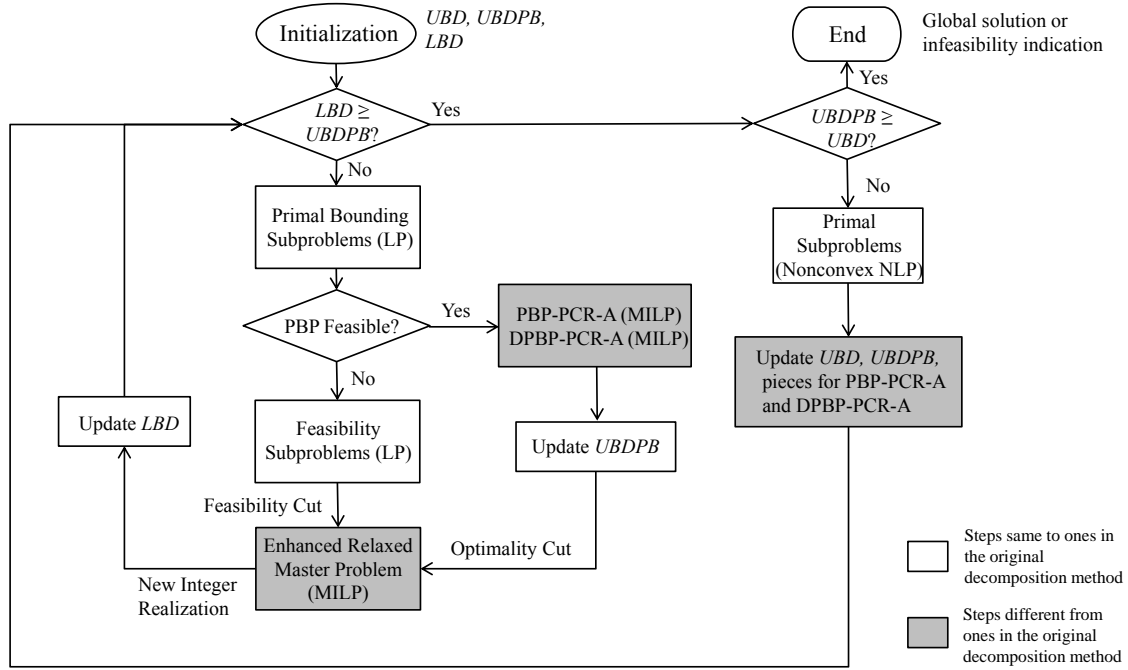 Initialization
UBD, UBDPB,
LBD
End
Global solution or
infeasibility indication
Yes
LBD ≥
UBDPB?
Yes
UBDPB ≥
UBD?
No
No
Primal Bounding
Subproblems (LP)
Primal
Subproblems
(Nonconvex NLP)
PBP Feasible?
Yes
PBP-PCR-A (MILP)
DPBP-PCR-A (MILP)
Update UBD, UBDPB,
pieces for PBP-PCR-A
and DPBP-PCR-A
No
Update LBD
Feasibility
Subproblems (LP)
Update UBDPB
Feasibility Cut
Enhanced Relaxed
Master Problem
(MILP)
Optimality Cut
New Integer
Realization
Steps same to ones in
the original
decomposition method
Steps different from
ones in the original
decomposition method